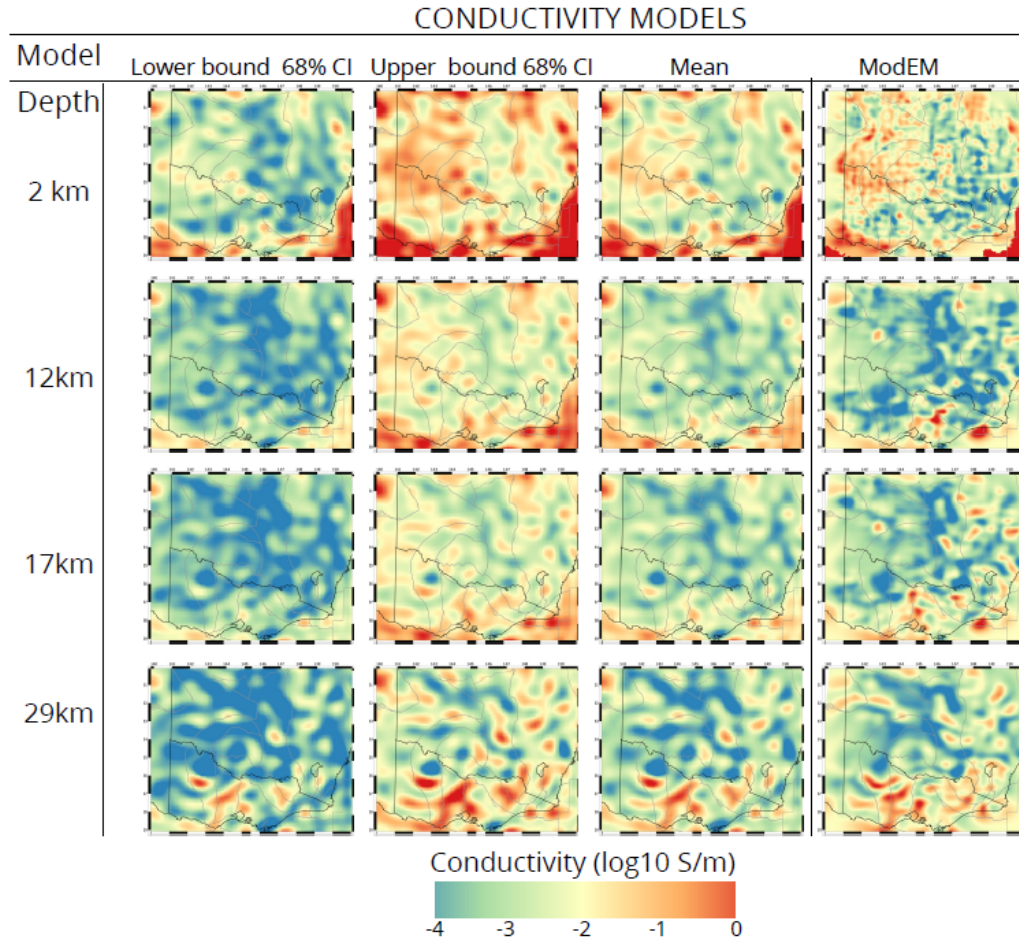 CONDUCTIVITY MODELS
Model
Lower bound 68% CI
Upper bound 68% CI
Mean
ModEM
Depth
2 km
12km
17km
29km
Conductivity (log10 S/m)
-4 -3 -2 -1 0